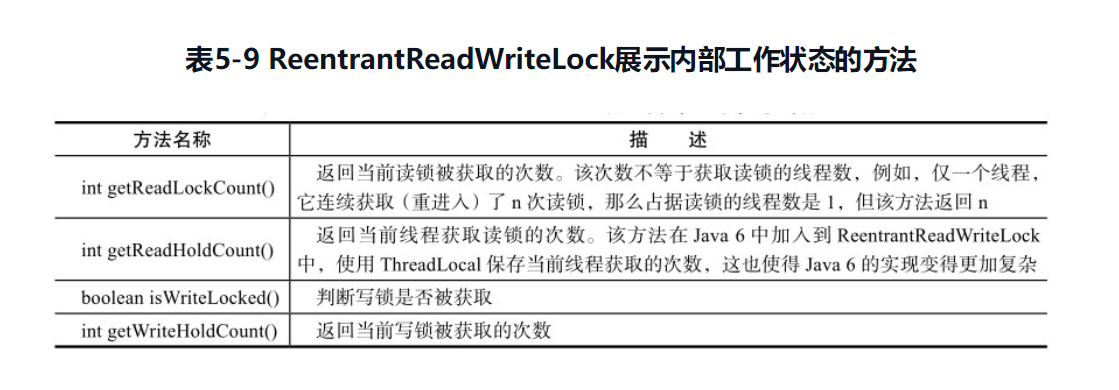 表5-9 ReentrantReadWriteLock展示内部工作状态的方法
方法名称 描 述
int getReadLockCount() 返回当前读锁被获取的次数。该次数不等于获取读锁的线程数,例如,仅一个线程,
它连续获取(重进入)了 n 次读锁,那么占据读锁的线程数是 1,但该方法返回 n
int getReadHoldCount() 返回当前线程获取读锁的次数。该方法在 Java 6 中加入到 ReentrantReadWriteLock
中,使用 ThreadLocal 保存当前线程获取的次数,这也使得 Java 6 的实现变得更加复杂
boolean isWriteLocked() 判断写锁是否被获取
int getWriteHoldCount() 返回当前写锁被获取的次数